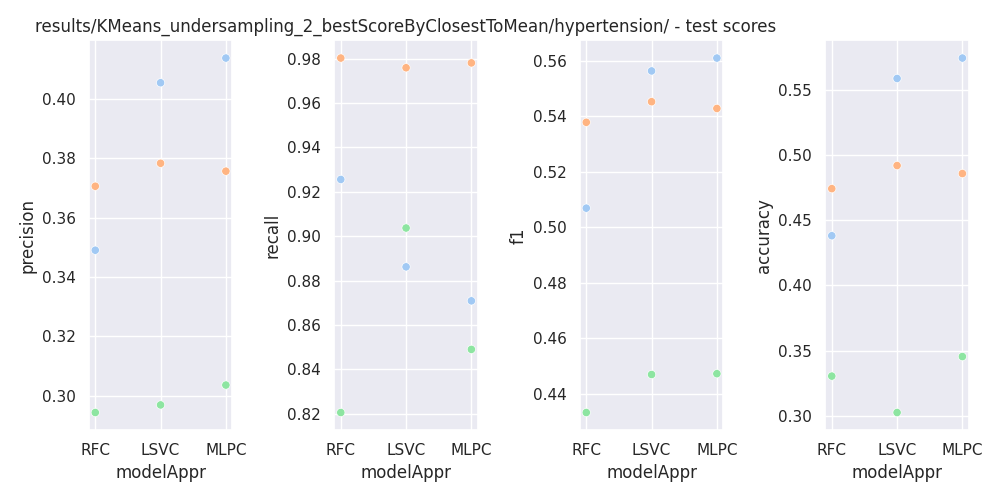 results/KMeans_undersampling_2_bestScoreByClosestToMean/hypertension/ - test scores
precision
0.40
0.38
0.36
0.34
0.32
0.30
RFC LSVC MLPC
modelAppr
recall
0.98
0.96
0.94
0.92
0.90
0.88
0.86
0.84
0.82
RFC LSVC MLPC
modelAppr
f1
0.56
0.54
0.52
0.50
0.48
0.46
0.44
RFC LSVC MLPC
modelAppr
accuracy
0.55
0.50
0.45
0.40
0.35
0.30
RFC LSVC MLPC
modelAppr